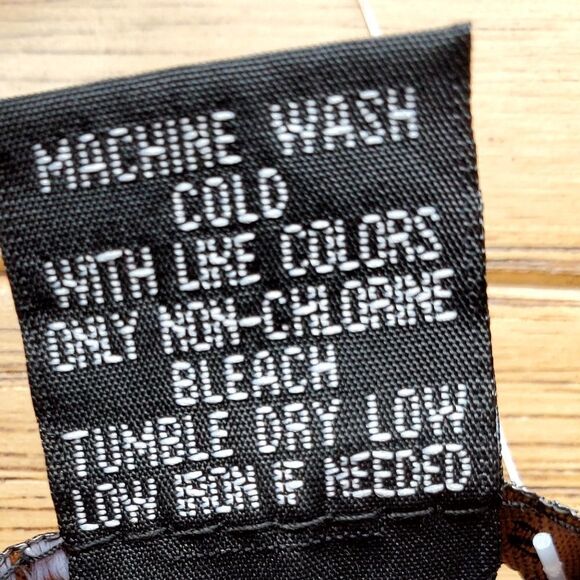 MACHINE WASH
COLD
WITH LIKE COLORS
ONLY NON-CHLORINE
BLEACH
TUMBLE DRY LOW
LOW IRON IF NEEDED